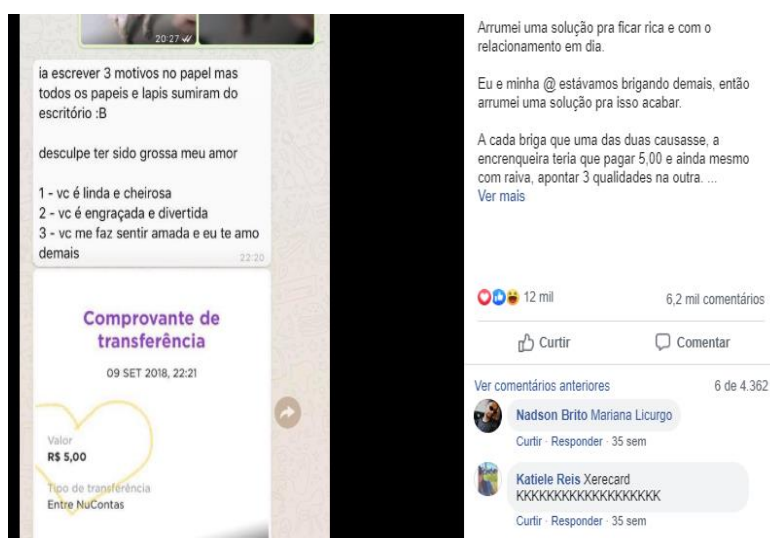 20:27
ia escrever 3 motivos no papel mas
todos os papeis e lapis sumiram do
escritório :B
desculpe ter sido grossa meu amor
1 - vc é linda e cheirosa
2 - vc é engraçada e divertida
3 - vc me faz sentir amada e eu te amo
demais
22:20
Comprovante de
transferência
09 SET 2018, 22:21
Valor
R$ 5,00
Tipo de transferência
Entre NuContas
Arrumei uma solução pra ficar rica e com o
relacionamento em dia.
Eu e minha @ estávamos brigando demais, então
arrumei uma solução pra isso acabar.
A cada briga que uma das duas causasse, a
encrenqueira teria que pagar 5,00 e ainda mesmo
com raiva, apontar 3 qualidades na outra. ...
Ver mais
12 mil
6,2 mil comentários
Curtir
Comentar
Ver comentários anteriores
6 de 4.362
Nadson Brito Mariana Licurgo
Curtir · Responder · 35 sem
Katiele Reis Xerecard
KKKKKKKKKKKKKKKKKKK
Curtir · Responder · 35 sem